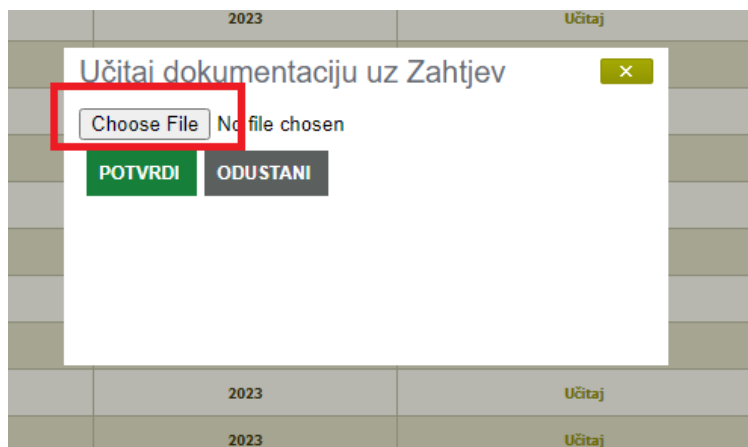 2023 Učitaj
Učitaj dokumentaciju uz Zahtjev ×
Choose File No file chosen
POTVRDI ODUSTANI
2023 Učitaj
2023 Učitaj